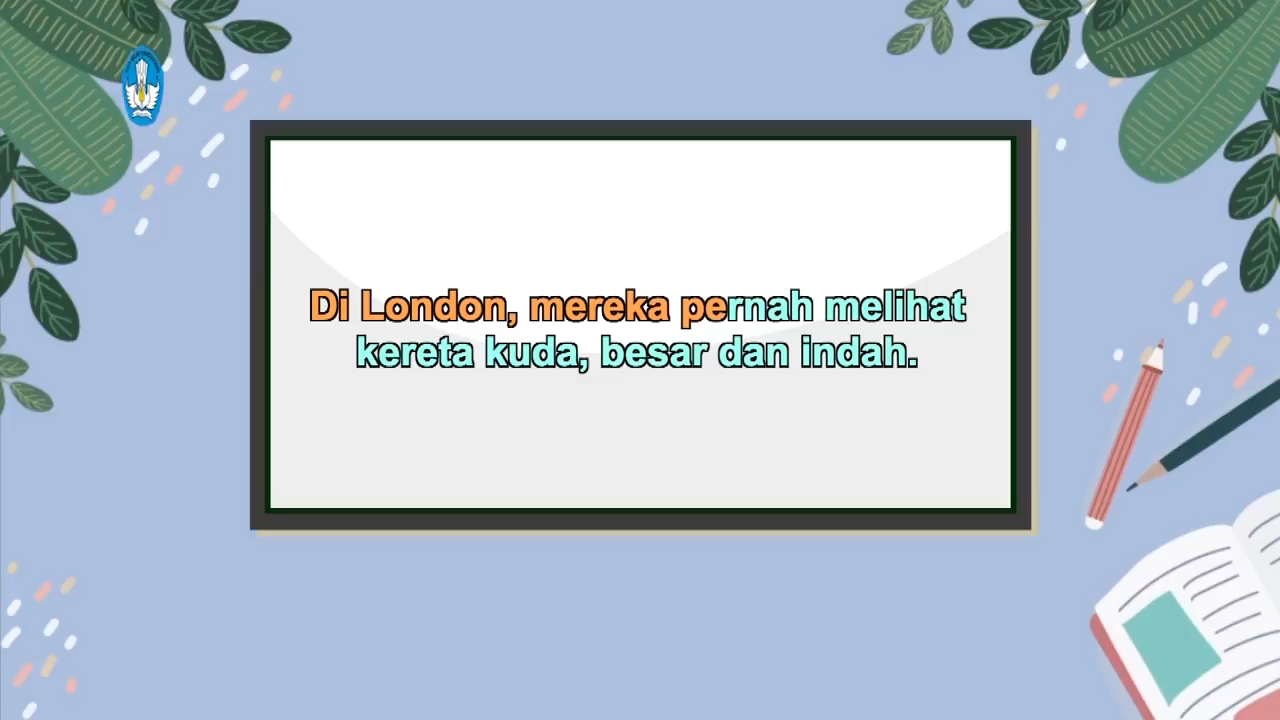 Di London, mereka pernah melihat
kereta kuda, besar dan indah.